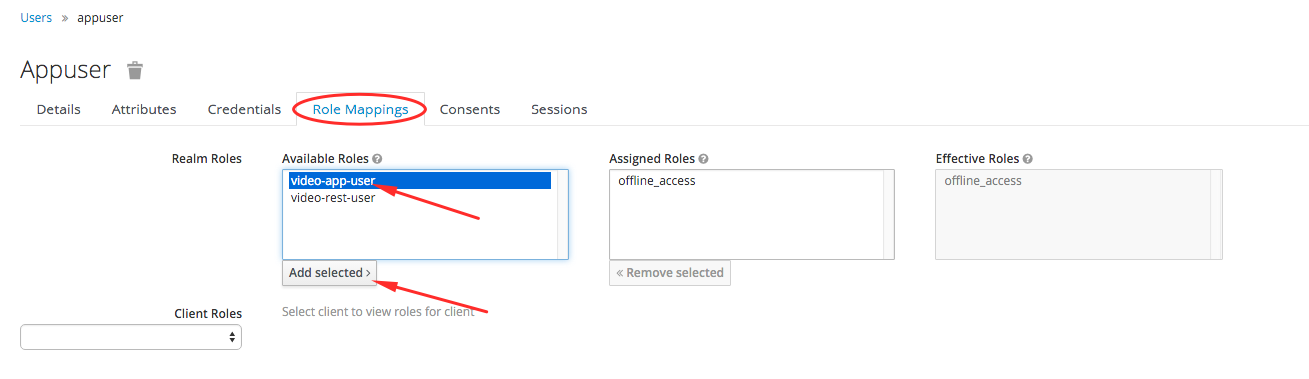 Users » appuser
Appuser
Details Attributes Credentials Role Mappings Consents Sessions
Realm Roles Available Roles ? Assigned Roles ? Effective Roles ?
video-app-user offline_access offline_access
video-rest-user
Add selected › « Remove selected
Client Roles Select client to view roles for client